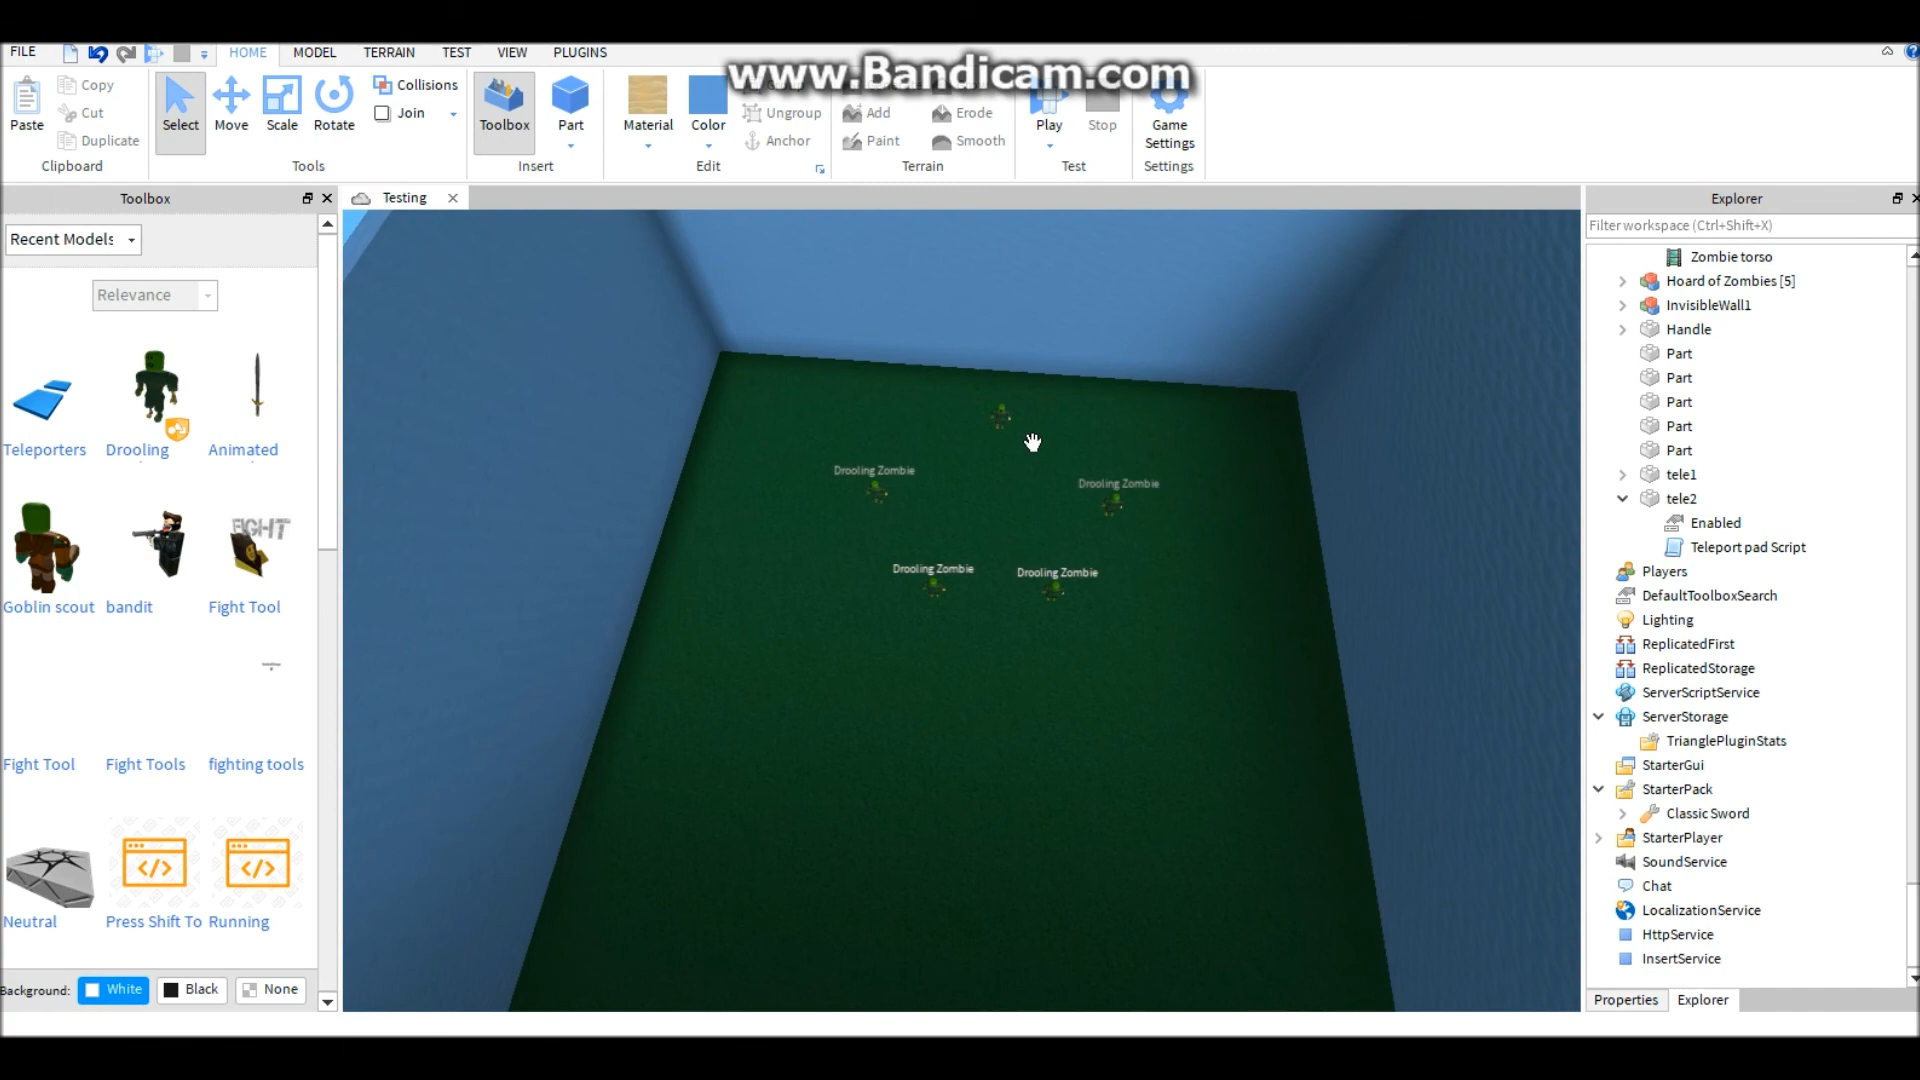 FILE
HOME
MODEL
TERRAIN
TEST
VIEW
PLUGINS
www.Bandicam.com
Paste
Copy
Cut
Duplicate
Clipboard
Select
Move
Scale
Rotate
Collisions
Join
Tools
Toolbox
Part
Insert
Material
Color
Ungroup
Anchor
Edit
Add
Erode
Paint
Smooth
Terrain
Play
Stop
Test
Game
Settings
Settings
Toolbox
Testing
Explorer
Recent Models
Relevance
Teleporters
Drooling
Animated
Goblin scout
bandit
FIGHT
Fight Tool
Fight Tool
Fight Tools
fighting tools
Neutral
Press Shift To
Running
Background:
White
Black
None
Drooling Zombie
Drooling Zombie
Drooling Zombie
Drooling Zombie
Filter workspace (Ctrl+Shift+X)
Zombie torso
Hoard of Zombies [5]
InvisibleWall1
Handle
Part
Part
Part
Part
Part
tele1
tele2
Enabled
Teleport pad Script
Players
DefaultToolboxSearch
Lighting
ReplicatedFirst
ReplicatedStorage
ServerScriptService
ServerStorage
TrianglePluginStats
StarterGui
StarterPack
ClassicSword
StarterPlayer
SoundService
Chat
LocalizationService
HttpService
InsertService
Properties
Explorer